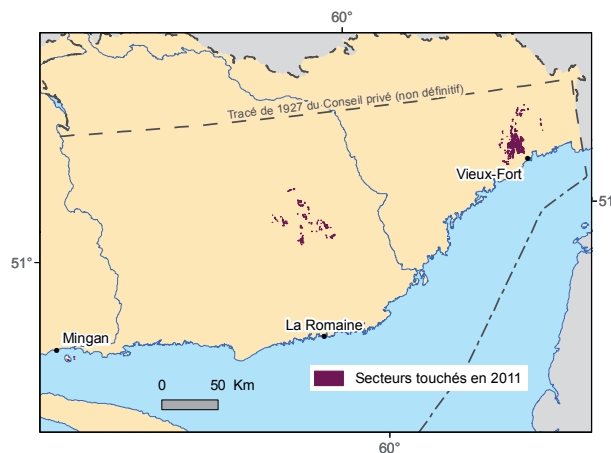 60°
Tracé de 1927 du Conseil privé (non définitif)
Vieux-Fort
51°
La Romaine
Mingan
0 50 Km
Secteurs touchés en 2011
60°